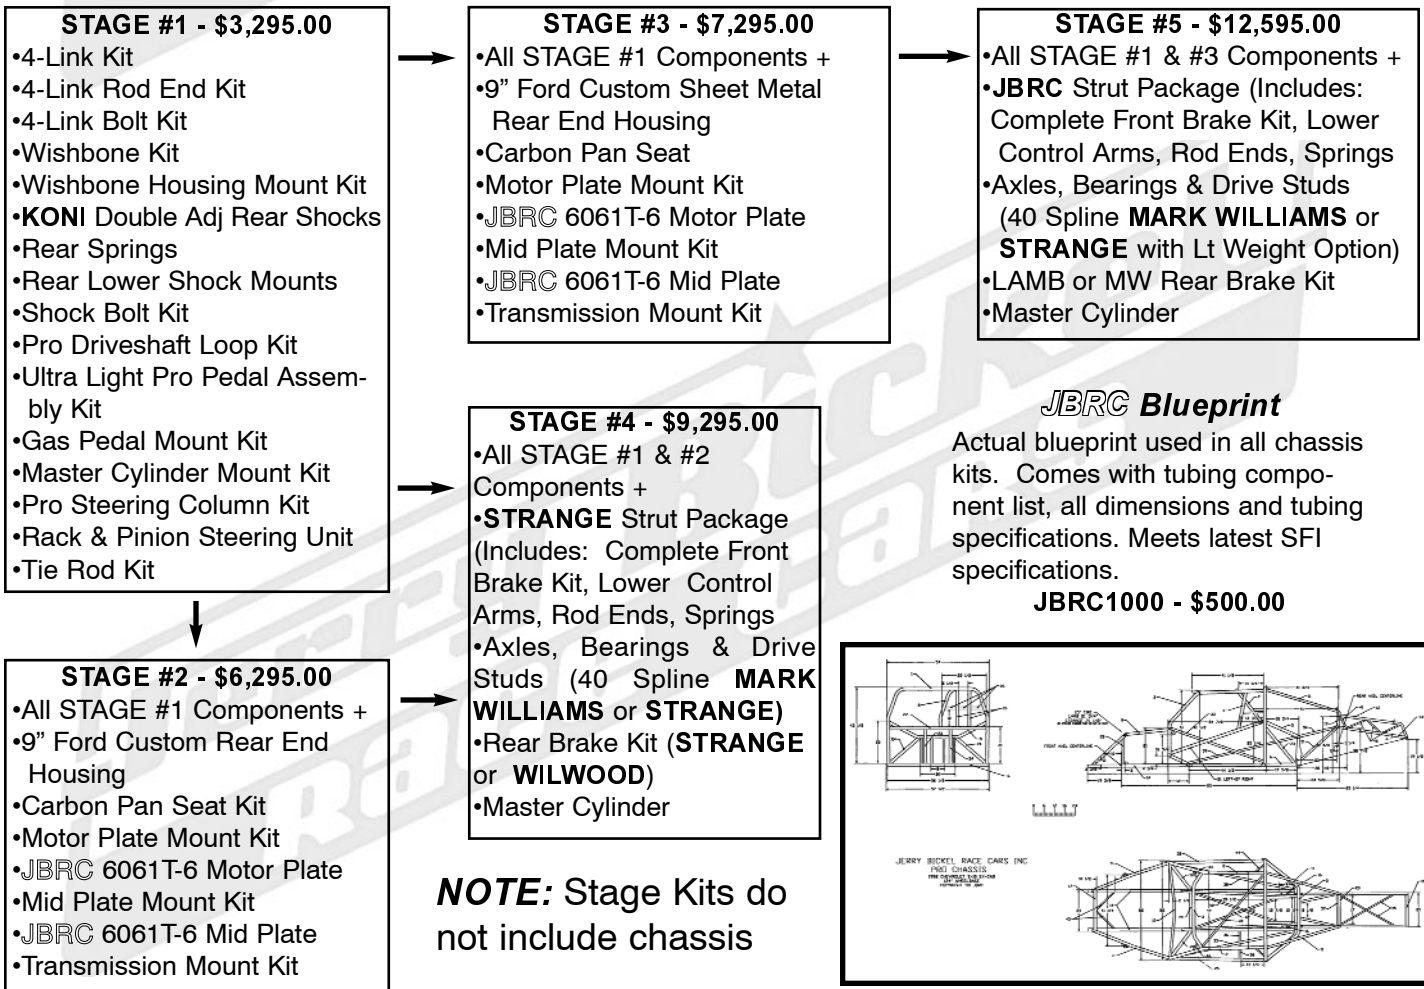 STAGE #1 - $3,295.00
•4-Link Kit
•4-Link Rod End Kit
•4-Link Bolt Kit
•Wishbone Kit
•Wishbone Housing Mount Kit
•KONI Double Adj Rear Shocks
•Rear Springs
•Rear Lower Shock Mounts
•Shock Bolt Kit
•Pro Driveshaft Loop Kit
•Ultra Light Pro Pedal Assem-
bly Kit
•Gas Pedal Mount Kit
•Master Cylinder Mount Kit
•Pro Steering Column Kit
•Rack & Pinion Steering Unit
•Tie Rod Kit
STAGE #2 - $6,295.00
•All STAGE #1 Components +
•9” Ford Custom Rear End
Housing
•Carbon Pan Seat Kit
•Motor Plate Mount Kit
•JBRC 6061T-6 Motor Plate
•Mid Plate Mount Kit
•JBRC 6061T-6 Mid Plate
•Transmission Mount Kit
STAGE #3 - $7,295.00
•All STAGE #1 Components +
•9” Ford Custom Sheet Metal
Rear End Housing
•Carbon Pan Seat
•Motor Plate Mount Kit
•JBRC 6061T-6 Motor Plate
•Mid Plate Mount Kit
•JBRC 6061T-6 Mid Plate
•Transmission Mount Kit
STAGE #4 - $9,295.00
•All STAGE #1 & #2
Components +
•STRANGE Strut Package
(Includes: Complete Front
Brake Kit, Lower Control
Arms, Rod Ends, Springs
•Axles, Bearings & Drive
Studs (40 Spline MARK
WILLIAMS or STRANGE)
•Rear Brake Kit (STRANGE
or WILWOOD)
•Master Cylinder
NOTE: Stage Kits do
not include chassis
STAGE #5 - $12,595.00
•All STAGE #1 & #3 Components +
•JBRC Strut Package (Includes:
Complete Front Brake Kit, Lower
Control Arms, Rod Ends, Springs
•Axles, Bearings & Drive Studs
(40 Spline MARK WILLIAMS or
STRANGE with Lt Weight Option)
•LAMB or MW Rear Brake Kit
•Master Cylinder
JBRC Blueprint
Actual blueprint used in all chassis
kits. Comes with tubing compo-
nent list, all dimensions and tubing
specifications. Meets latest SFI
specifications.
JBRC1000 - $500.00
REAR AXEL CENTERLINE
FRONT AXEL CENTERLINE
JERRY BICKEL RACE CARS INC
PRO CHASSIS
Jerry Bickel
Race Cars